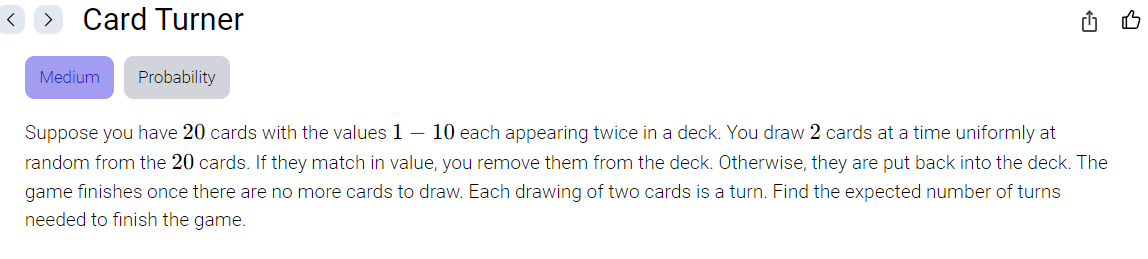 Card Turner
Medium Probability
Suppose you have 20 cards with the values 1 − 10 each appearing twice in a deck. You draw 2 cards at a time uniformly at
random from the 20 cards. If they match in value, you remove them from the deck. Otherwise, they are put back into the deck. The
game finishes once there are no more cards to draw. Each drawing of two cards is a turn. Find the expected number of turns
needed to finish the game.